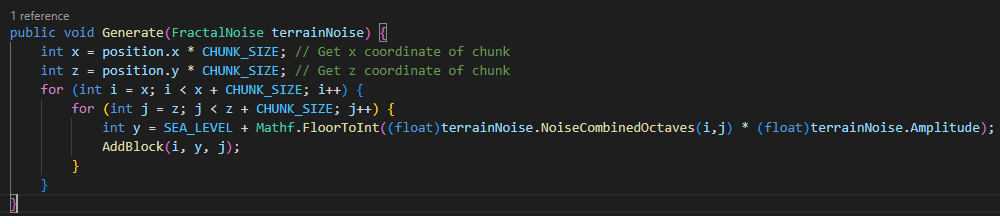 1 reference
public void Generate(FractalNoise terrainNoise) {
    int x = position.x * CHUNK_SIZE; // Get x coordinate of chunk
    int z = position.y * CHUNK_SIZE; // Get z coordinate of chunk
    for (int i = x; i < x + CHUNK_SIZE; i++) {
        for (int j = z; j < z + CHUNK_SIZE; j++) {
            int y = SEA_LEVEL + Mathf.FloorToInt((float)terrainNoise.NoiseCombinedOctaves(i,j) * (float)terrainNoise.Amplitude);
            AddBlock(i, y, j);
        }
    }
}